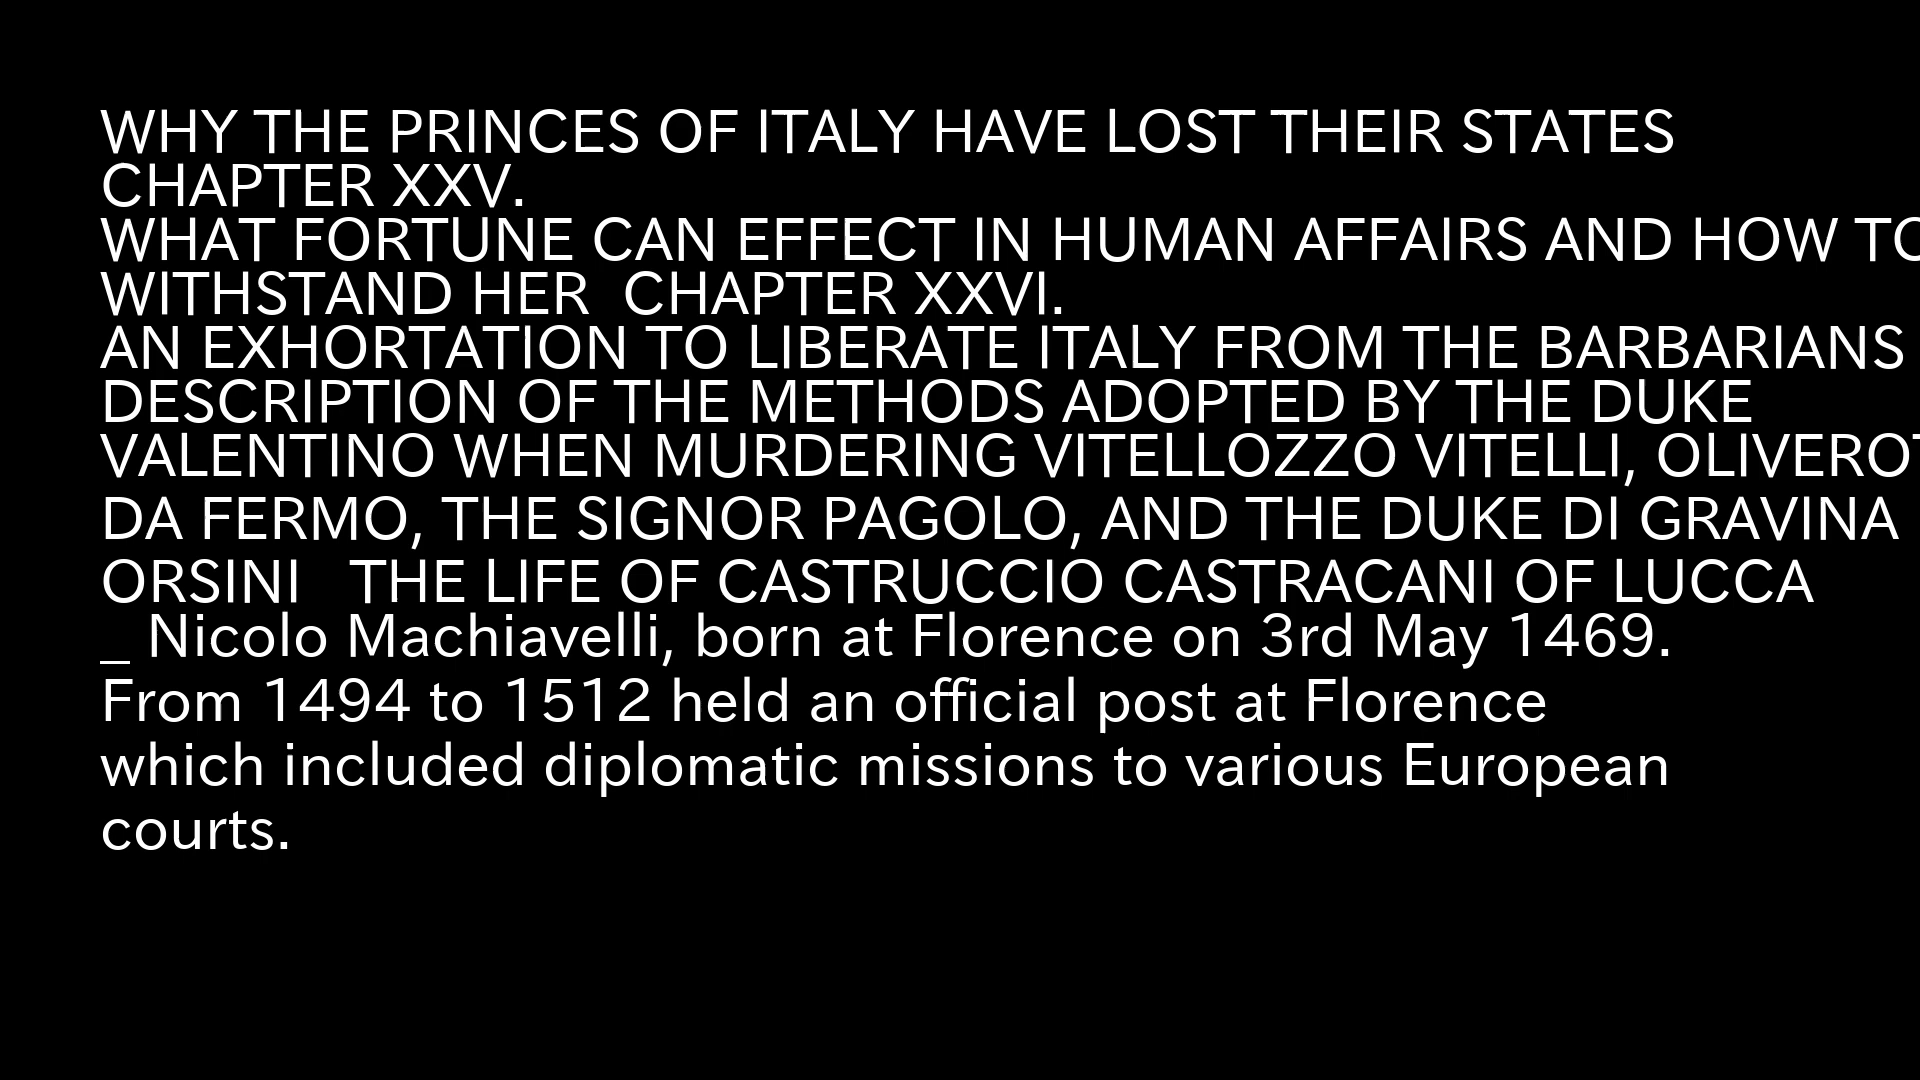 WHY THE PRINCES OF ITALY HAVE LOST THEIR STATES
CHAPTER XXV.
WHAT FORTUNE CAN EFFECT IN HUMAN AFFAIRS AND HOW TO
WITHSTAND HER  CHAPTER XXVI.
AN EXHORTATION TO LIBERATE ITALY FROM THE BARBARIANS
DESCRIPTION OF THE METHODS ADOPTED BY THE DUKE
VALENTINO WHEN MURDERING VITELLOZZO VITELLI,
DA FERMO, THE SIGNOR PAGOLO, AND THE DUKE DI GRAVINA
ORSINI   THE LIFE OF CASTRUCCIO CASTRACANI OF LUCCA
_ Nicolo Machiavelli, born at Florence on 3rd May 1469.
From 1494 to 1512 held an official post at Florence
which included diplomatic missions to various European
courts.